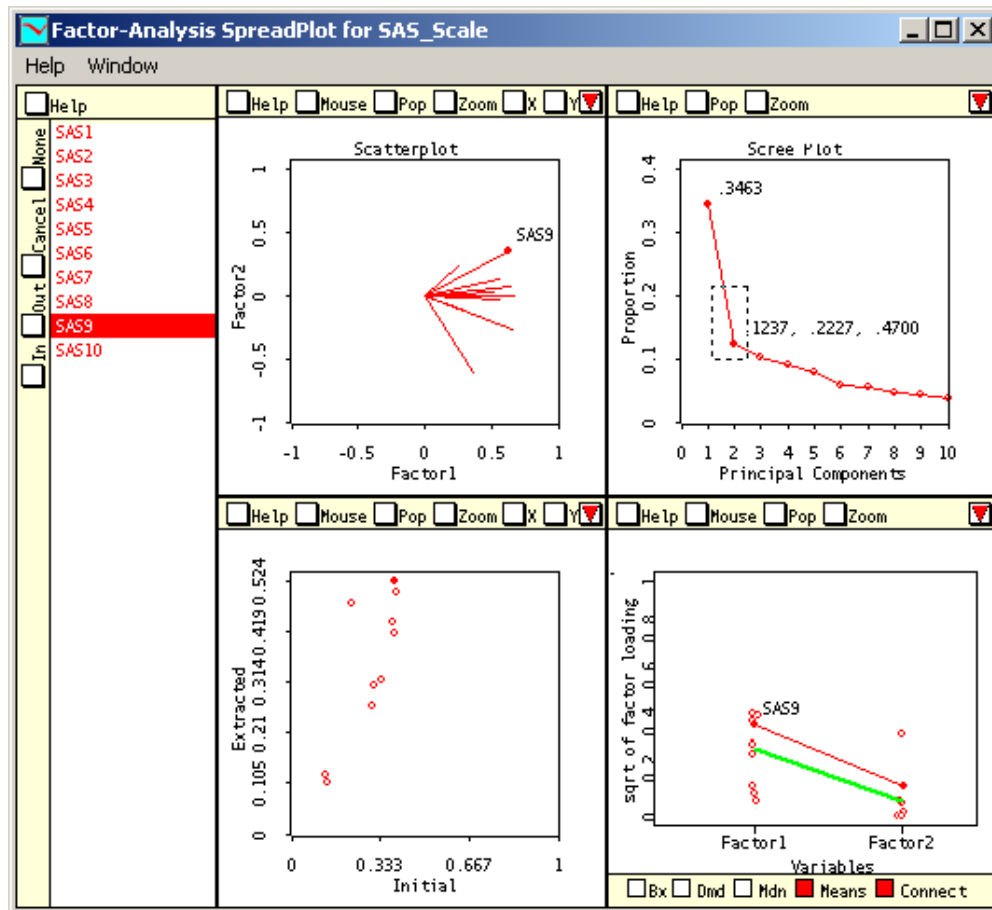 Factor-Analysis SpreadPlot for SAS_Scale
Help Window
Help
None
Cancel
Out
In
SAS1
SAS2
SAS3
SAS4
SAS5
SAS6
SAS7
SAS8
SAS9
SAS10
Help Mouse Pop Zoom X Y
Scatterplot
Factor2
1
0.5
0
-0.5
-1
SAS9
-1 -0.5 0 0.5 1
Factor1
Help Pop Zoom
Scree Plot
Proportion
0.4
0.3
0.2
0.1
0
.3463
1237, .2227, .4700
0 1 2 3 4 5 6 7 8 9 10
Principal Components
Help Mouse Pop Zoom X Y
Extracted
0.524
0.419
0.314
0.21
0.105
0
0 0.333 0.667 1
Initial
Help Mouse Pop Zoom
sqrt of factor loading
1
0.8
0.6
0.4
0.2
0
SAS9
Factor1 Factor2
Variables
Bx Dmd Mdn Means Connect